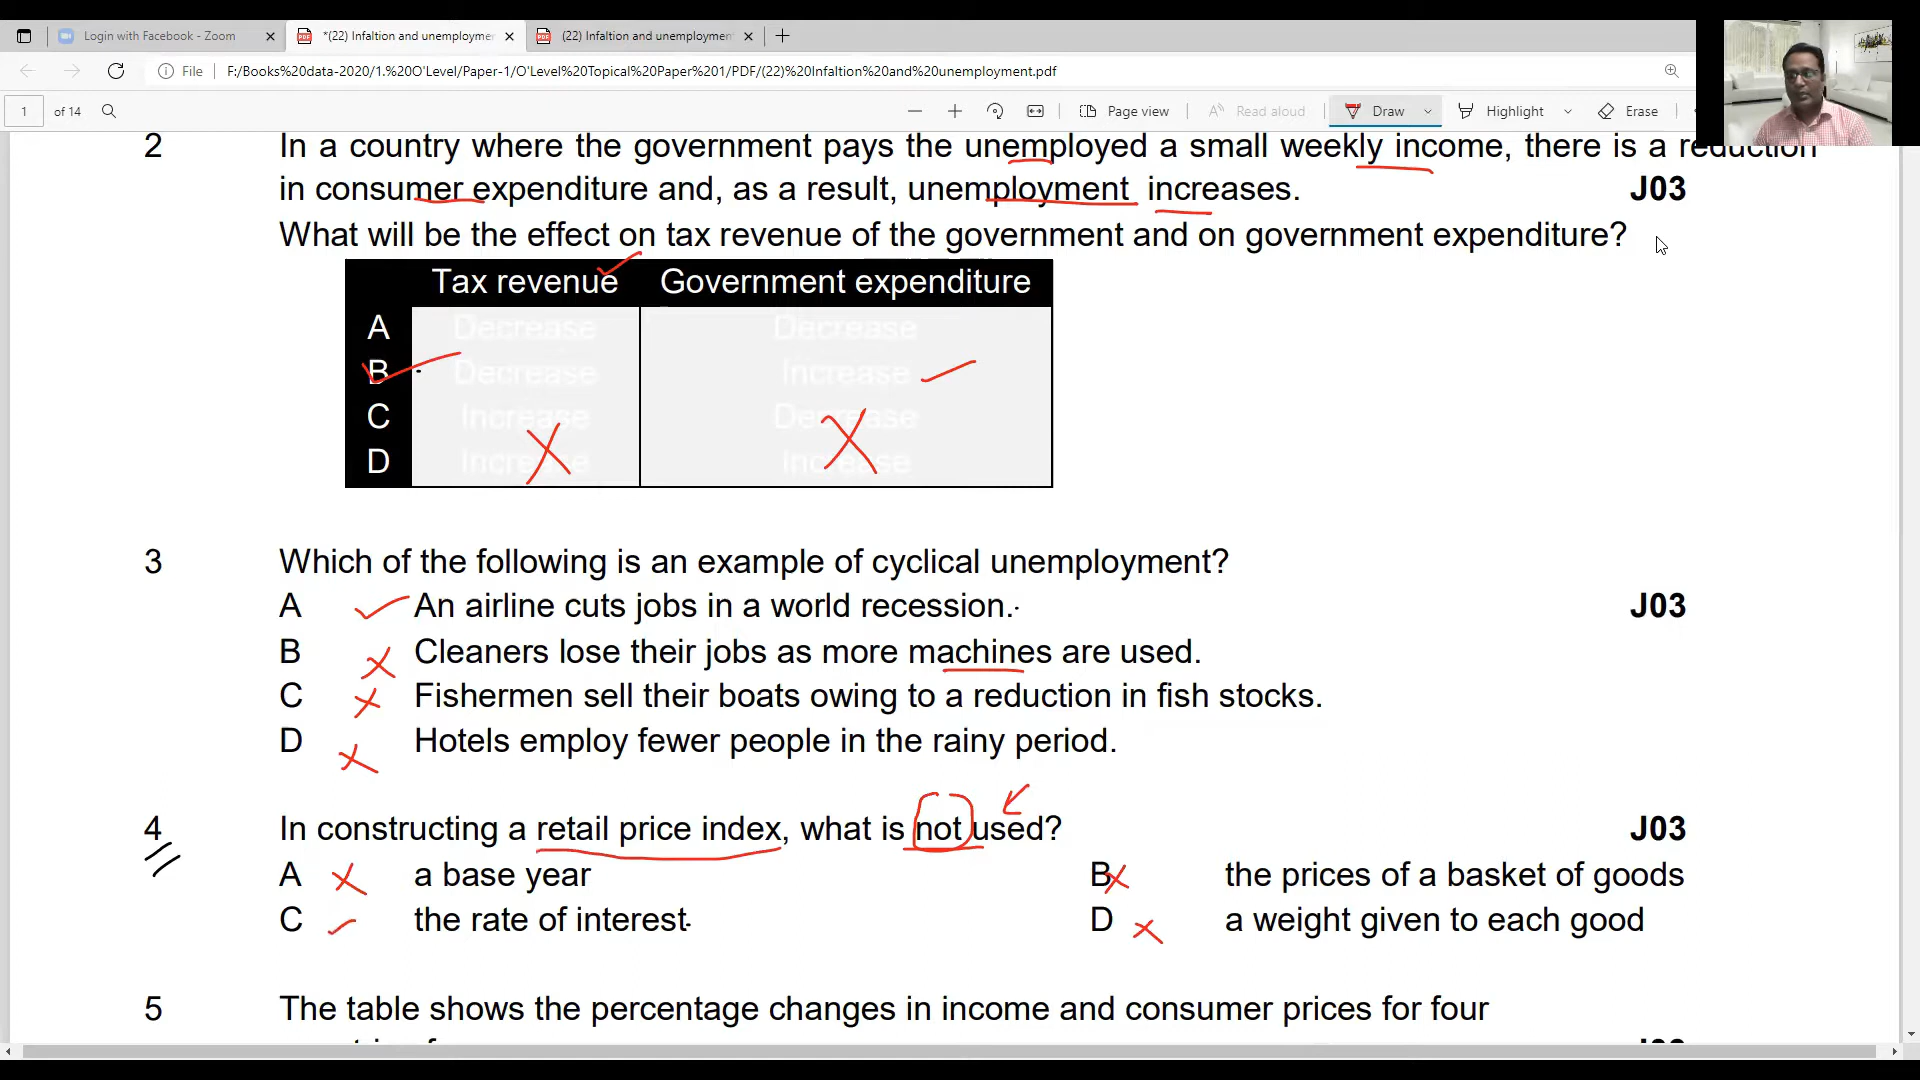 Login with Facebook - Zoom
*(22) Infaltion and unemployme
(22) Infaltion and unemploymen
File
F:/Books%20data-2020/1.%20O'Level/Paper-1/O'Level%20Topical%20Paper%201/PDF/(22)%20Infaltion%20and%20unemployment.pdf
1 of 14
Page view
Read aloud
Draw
Highlight
Erase
2 In a country where the government pays the unemployed a small weekly income, there is a reduction
in consumer expenditure and, as a result, unemployment increases. J03
What will be the effect on tax revenue of the government and on government expenditure?
Tax revenue Government expenditure
A Decrease Decrease
B Decrease Increase
C Increase Decrease
D Increase Increase
3 Which of the following is an example of cyclical unemployment?
A An airline cuts jobs in a world recession. J03
B Cleaners lose their jobs as more machines are used.
C Fishermen sell their boats owing to a reduction in fish stocks.
D Hotels employ fewer people in the rainy period.
4 In constructing a retail price index, what is not used? J03
A a base year B the prices of a basket of goods
C the rate of interest D a weight given to each good
5 The table shows the percentage changes in income and consumer prices for four